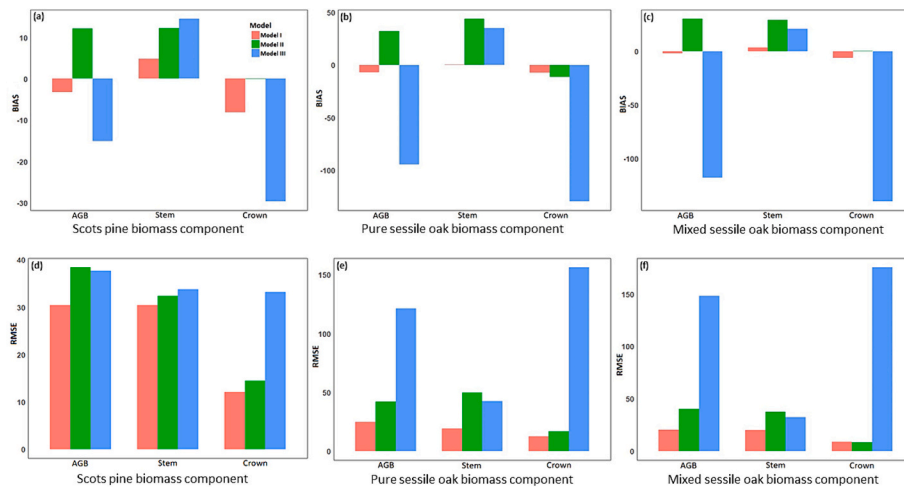 (a)
Model
Model I
Model II
Model III
BIAS
10
0
-10
-20
-30
AGB Stem Crown
Scots pine biomass component
(b)
BIAS
50
0
-50
-100
AGB Stem Crown
Pure sessile oak biomass component
(c)
BIAS
50
0
-50
-100
AGB Stem Crown
Mixed sessile oak biomass component
(d)
RMSE
40
30
20
10
0
AGB Stem Crown
Scots pine biomass component
(e)
RMSE
150
100
50
0
AGB Stem Crown
Pure sessile oak biomass component
(f)
RMSE
150
100
50
0
AGB Stem Crown
Mixed sessile oak biomass component